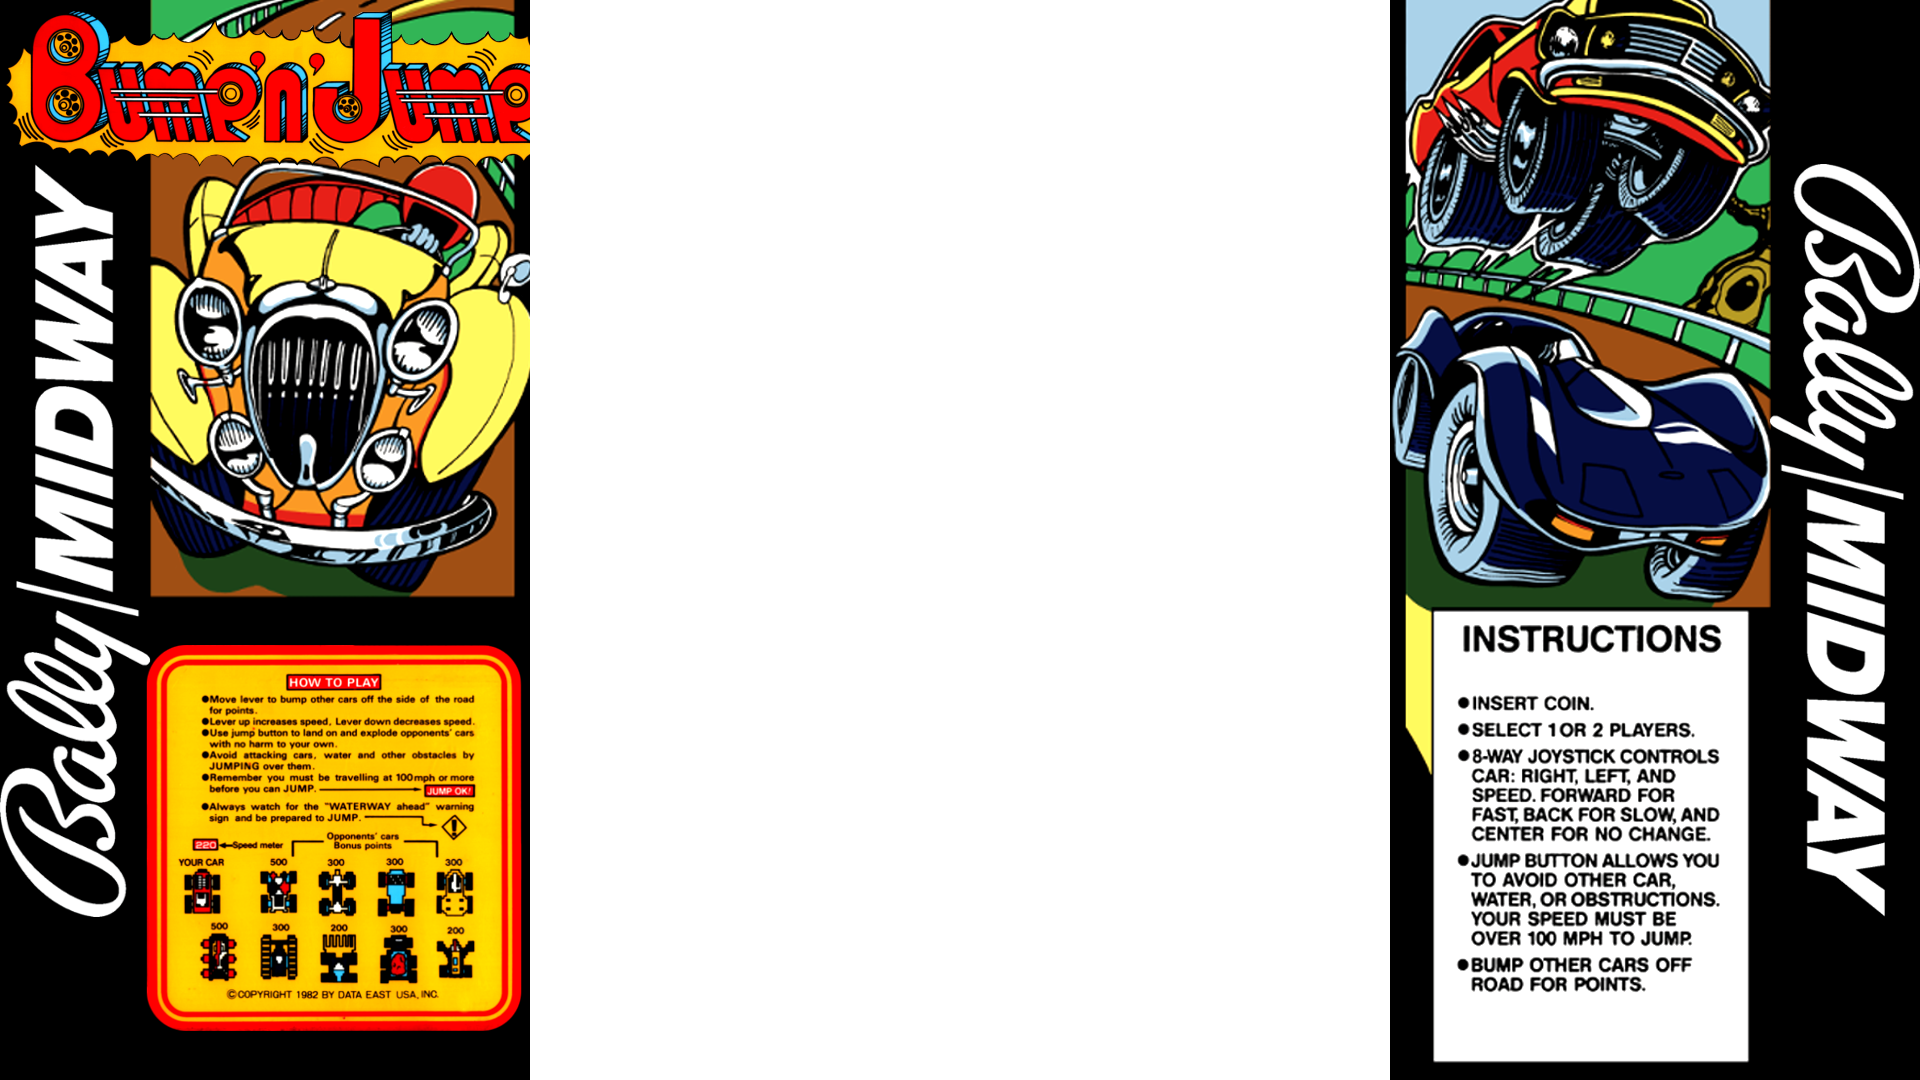 Bump 'n' Jump
Bally/MIDWAY
HOW TO PLAY
●Move lever to bump other cars off the side of the road
for points.
●Lever up increases speed, Lever down decreases speed.
●Use jump button to land on and explode opponents' cars
with no harm to your own.
●Avoid attacking cars, water and other obstacles by
JUMPING over them.
●Remember you must be travelling at 100mph or more
before you can JUMP.
JUMP OK!
●Always watch for the "WATERWAY ahead" warning
sign and be prepared to JUMP.
!
220
Speed meter
Opponents' cars
Bonus points
YOUR CAR 500 300 300 300
500 300 200 300 200
©COPYRIGHT 1982 BY DATA EAST USA, INC.
Bally/MIDWAY
INSTRUCTIONS
●INSERT COIN.
●SELECT 1 OR 2 PLAYERS.
●8-WAY JOYSTICK CONTROLS
CAR: RIGHT, LEFT, AND
SPEED. FORWARD FOR
FAST, BACK FOR SLOW, AND
CENTER FOR NO CHANGE.
●JUMP BUTTON ALLOWS YOU
TO AVOID OTHER CAR,
WATER, OR OBSTRUCTIONS.
YOUR SPEED MUST BE
OVER 100 MPH TO JUMP.
●BUMP OTHER CARS OFF
ROAD FOR POINTS.